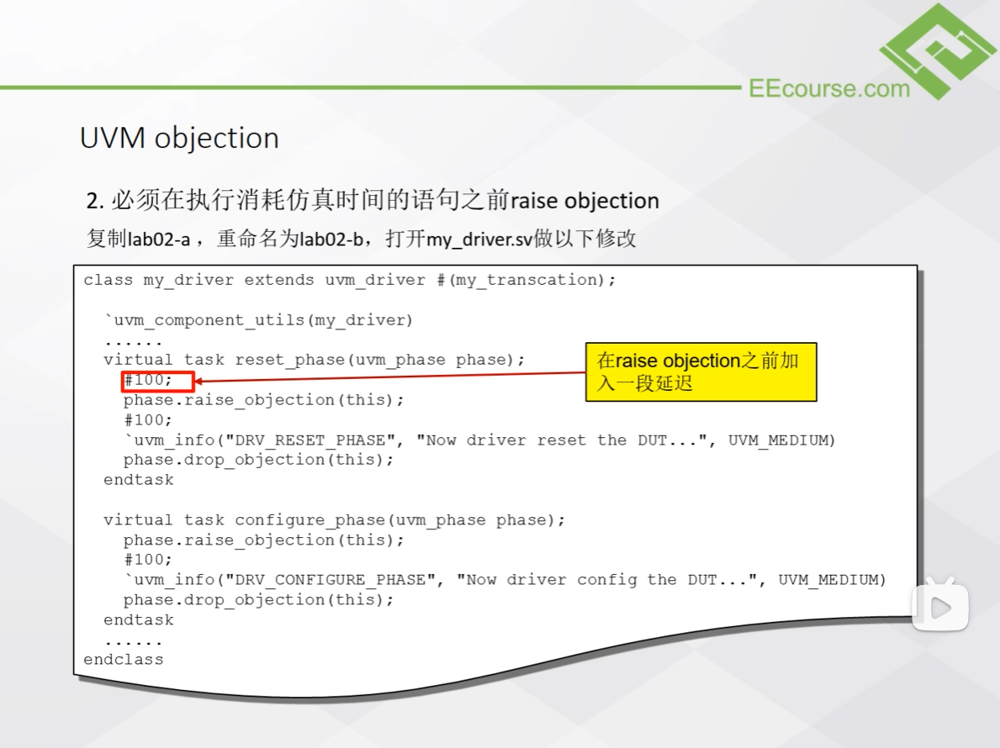 EEcourse.com
UVM objection
2. 必须在执行消耗仿真时间的语句之前raise objection
复制lab02-a ，重命名为lab02-b，打开my_driver.sv做以下修改
class my_driver extends uvm_driver #(my_transcation);
`uvm_component_utils(my_driver)
......
virtual task reset_phase(uvm_phase phase);
#100;
phase.raise_objection(this);
#100;
`uvm_info("DRV_RESET_PHASE", "Now driver reset the DUT...", UVM_MEDIUM)
phase.drop_objection(this);
endtask
virtual task configure_phase(uvm_phase phase);
phase.raise_objection(this);
#100;
`uvm_info("DRV_CONFIGURE_PHASE", "Now driver config the DUT...", UVM_MEDIUM)
phase.drop_objection(this);
endtask
......
endclass
在raise objection之前加
入一段延迟